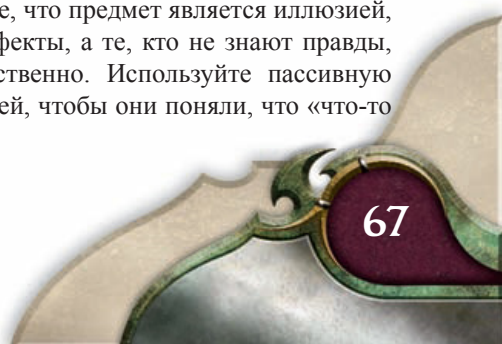 е, что предмет является иллюзией,
фекты, а те, кто не знают правды,
ственно. Используйте пассивную
ей, чтобы они поняли, что «что-то
67